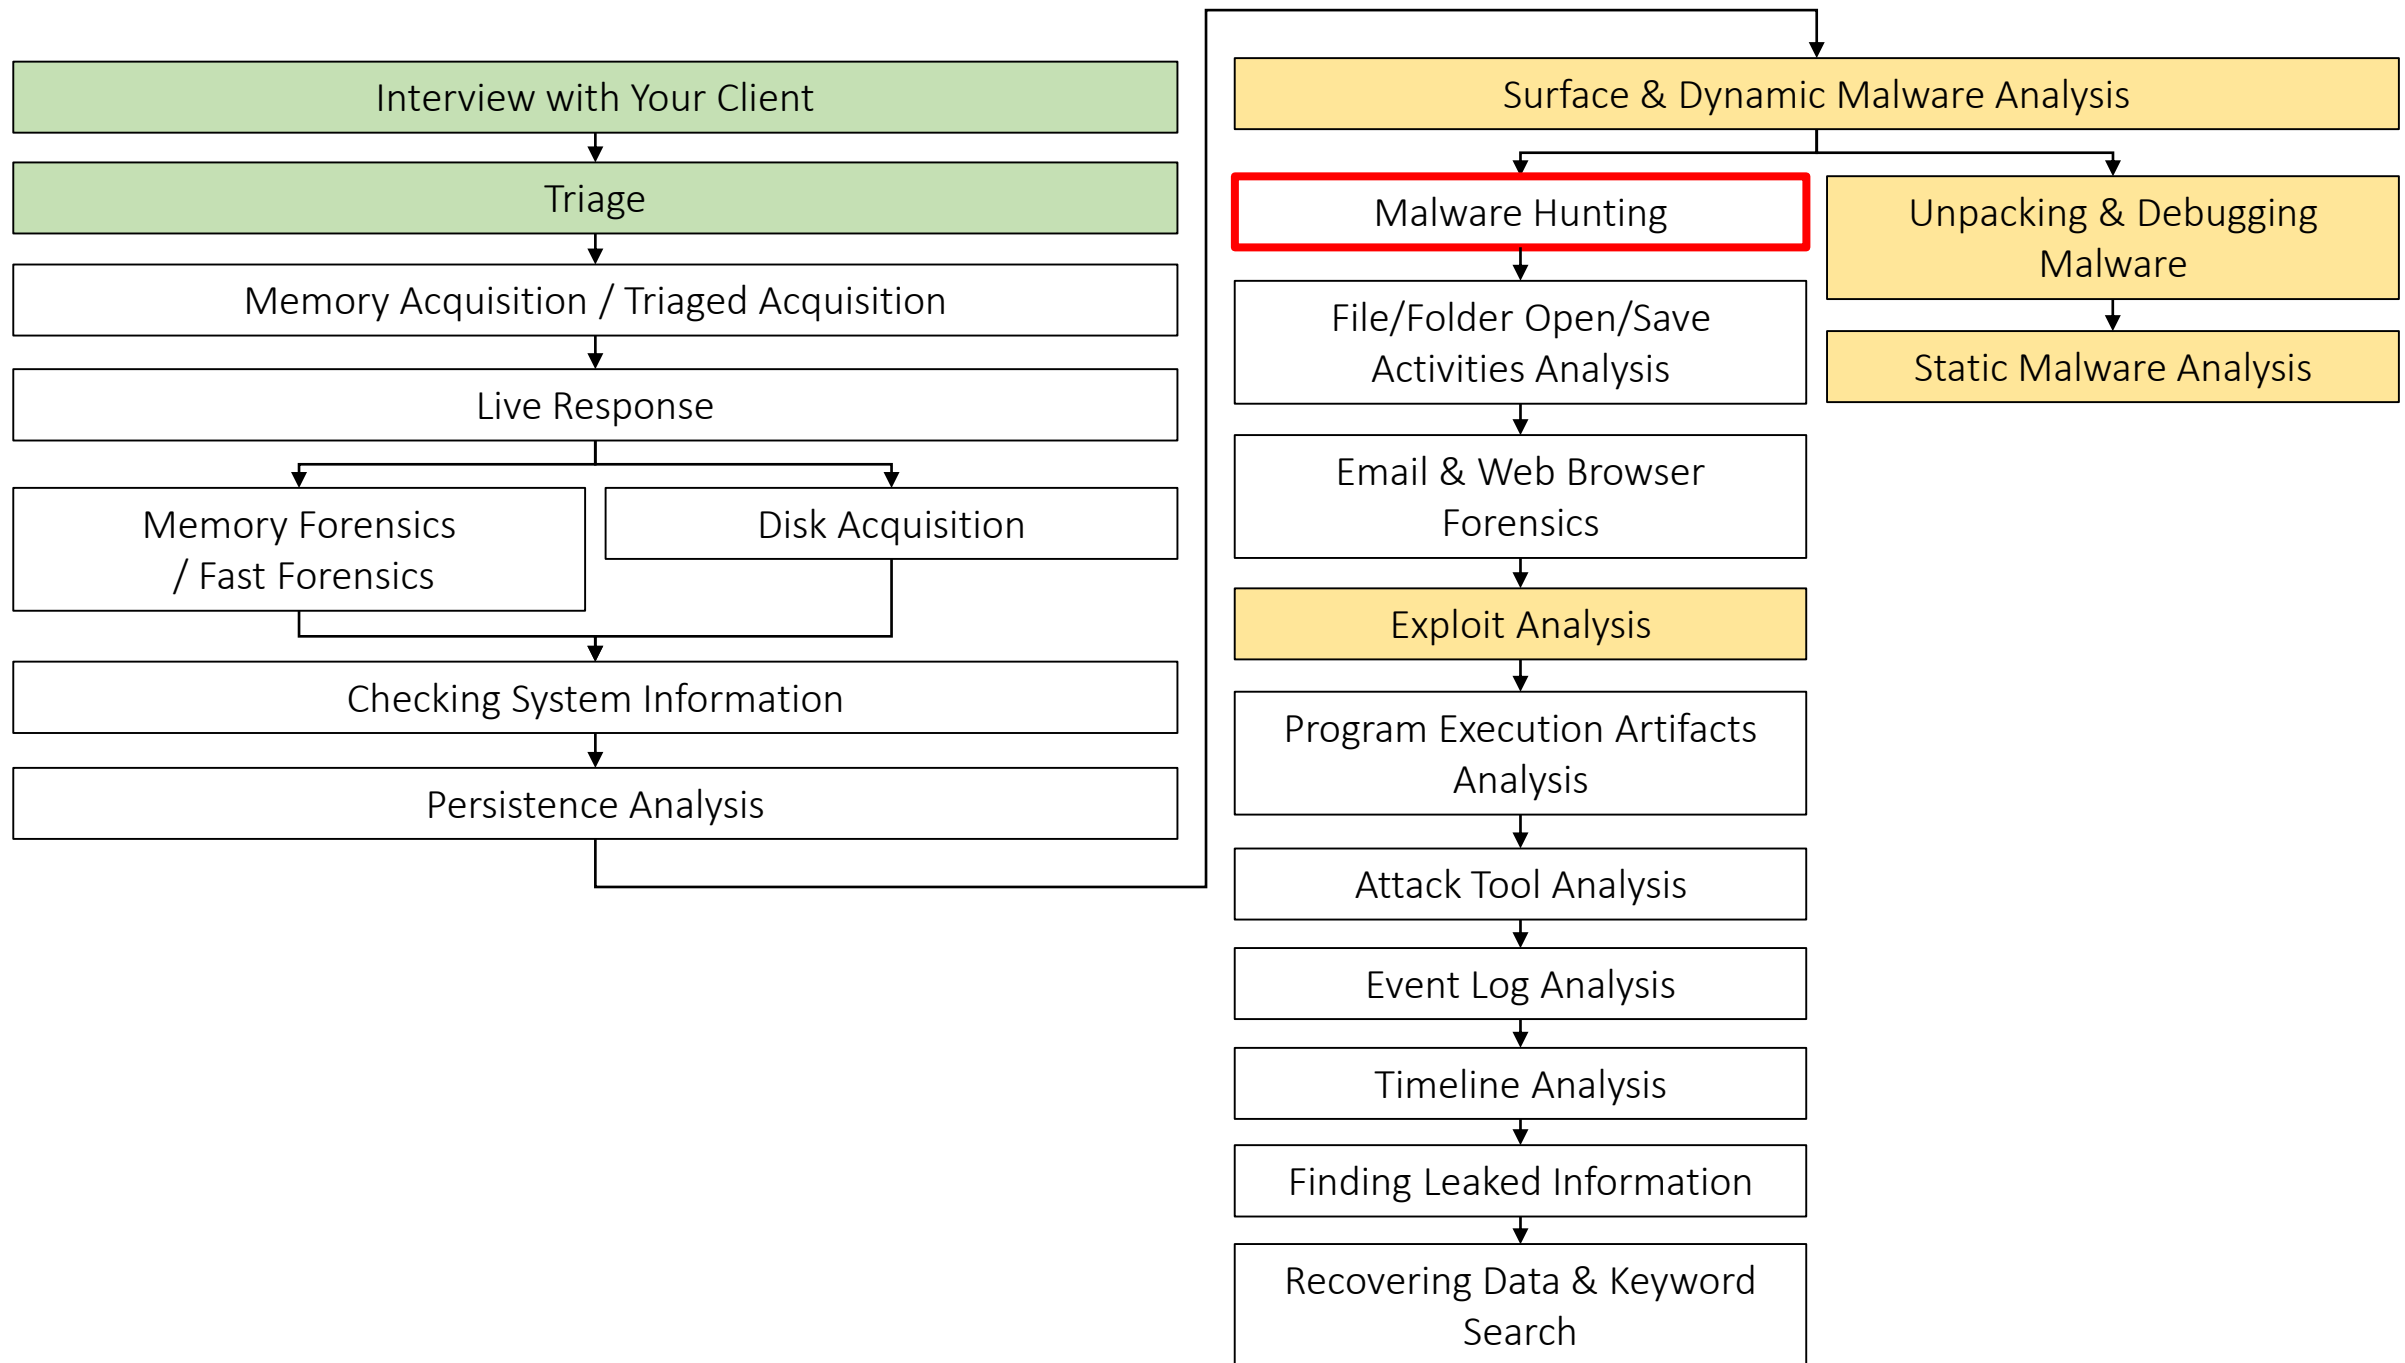 Interview with Your Client
Triage
Memory Acquisition / Triaged Acquisition
Live Response
Memory Forensics
/ Fast Forensics
Disk Acquisition
Checking System Information
Persistence Analysis
Surface & Dynamic Malware Analysis
Malware Hunting
File/Folder Open/Save
Activities Analysis
Email & Web Browser
Forensics
Exploit Analysis
Program Execution Artifacts
Analysis
Attack Tool Analysis
Event Log Analysis
Timeline Analysis
Finding Leaked Information
Recovering Data & Keyword
Search
Unpacking & Debugging
Malware
Static Malware Analysis